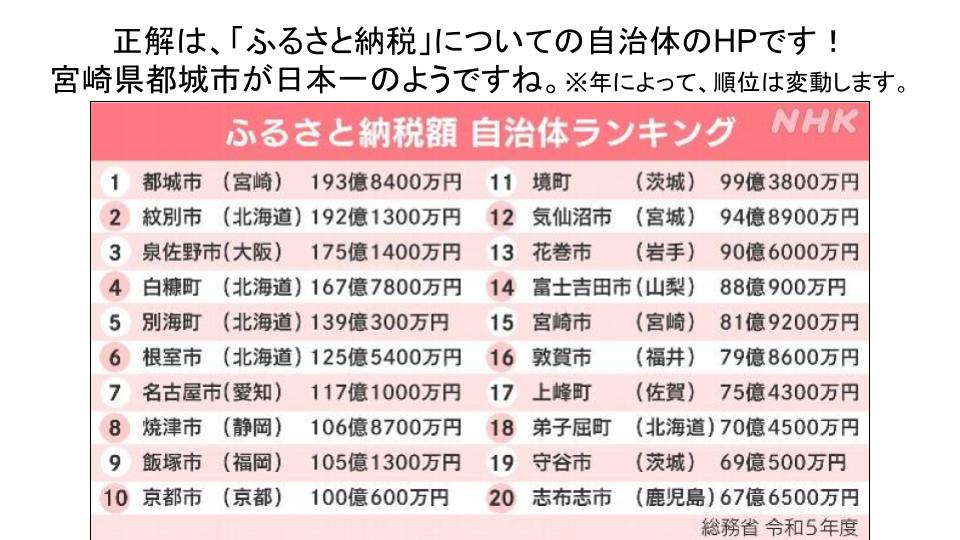 正解は、「ふるさと納税」についての自治体のHPです！
宮崎県都城市が日本一のようですね。※年によって、順位は変動します。
ふるさと納税額 自治体ランキング NHK
1 都城市 （宮崎） 193億8400万円 11 境町 （茨城） 99億3800万円
2 紋別市 （北海道） 192億1300万円 12 気仙沼市 （宮城） 94億8900万円
3 泉佐野市（大阪） 175億1400万円 13 花巻市 （岩手） 90億6000万円
4 白糠町 （北海道） 167億7800万円 14 富士吉田市（山梨） 88億900万円
5 別海町 （北海道） 139億300万円 15 宮崎市 （宮崎） 81億9200万円
6 根室市 （北海道） 125億5400万円 16 敦賀市 （福井） 79億8600万円
7 名古屋市（愛知） 117億1000万円 17 上峰町 （佐賀） 75億4300万円
8 焼津市 （静岡） 106億8700万円 18 弟子屈町 （北海道） 70億4500万円
9 飯塚市 （福岡） 105億1300万円 19 守谷市 （茨城） 69億500万円
10 京都市 （京都） 100億600万円 20 志布志市 （鹿児島） 67億6500万円
総務省 令和5年度